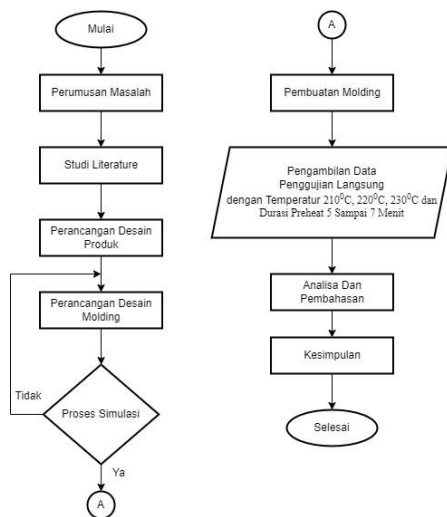 Mulai
Perumusan Masalah
Studi Literature
Perancangan Desain
Produk
Perancangan Desain
Molding
Proses Simulasi
Tidak
Ya
A
A
Pembuatan Molding
Pengambilan Data
Penggujian Langsung
dengan Temperatur 210⁰C, 220⁰C, 230⁰C dan
Durasi Preheat 5 Sampai 7 Menit
Analisa Dan
Pembahasan
Kesimpulan
Selesai